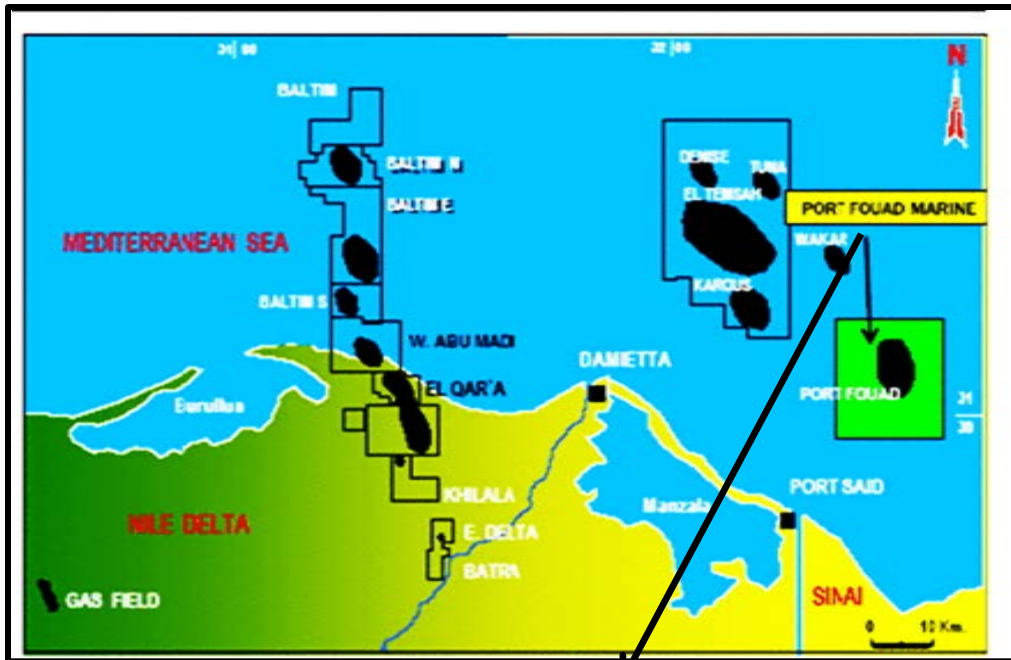 31 00
32 00
N
BALTIM
BALTIM N
DENISE
TUNA
BALTIM E
EL TEMSAH
PORT FOUAD MARINE
MEDITERRANEAN SEA
WAKAR
BALTIM S
KAROUS
W. ABU MADI
DAMIETTA
EL QAR'A
PORT FOUAD
Burullus
31
30
KHILALA
PORT SAID
Manzala
NILE DELTA
E. DELTA
BATRA
GAS FIELD
SINAI
0 10 Km.